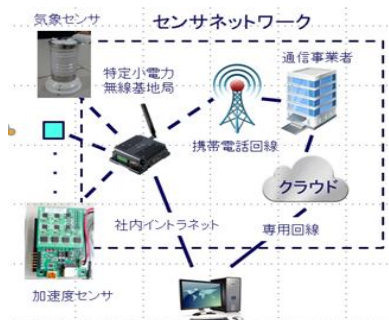 気象センサ
センサネットワーク
通信事業者
特定小電力
無線基地局
携帯電話回線
クラウド
社内イントラネット
専用回線
加速度センサ